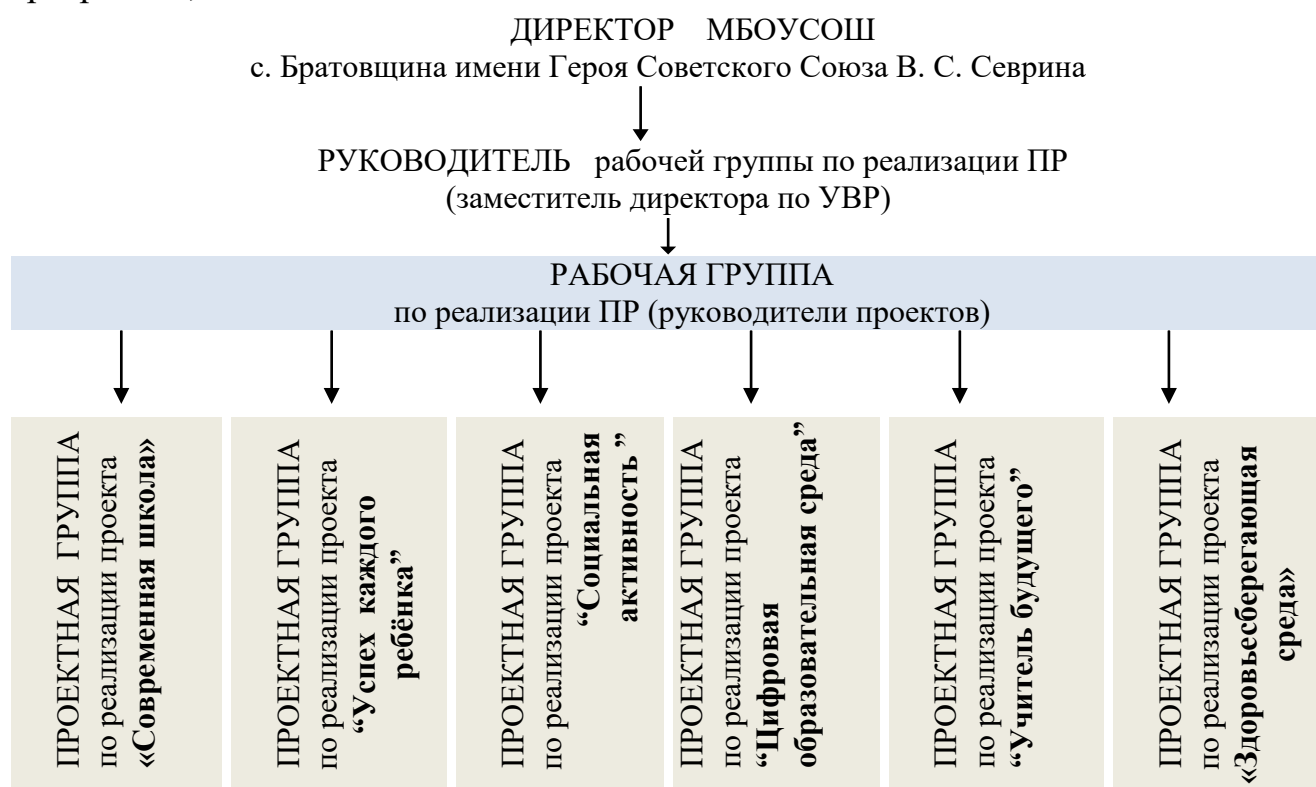 ДИРЕКТОР МБОУСОШ
с. Братовщина имени Героя Советского Союза В. С. Севрина
РУКОВОДИТЕЛЬ рабочей группы по реализации ПР
(заместитель директора по УВР)
РАБОЧАЯ ГРУППА
по реализации ПР (руководители проектов)
ПРОЕКТНАЯ ГРУППА
по реализации проекта
«Современная школа»
ПРОЕКТНАЯ ГРУППА
по реализации проекта
“Успех каждого
ребёнка”
ПРОЕКТНАЯ ГРУППА
по реализации проекта
“Социальная
активность ”
ПРОЕКТНАЯ ГРУППА
по реализации проекта
“Цифровая
образовательная среда”
ПРОЕКТНАЯ ГРУППА
по реализации проекта
“Учитель будущего”
ПРОЕКТНАЯ ГРУППА
по реализации проекта
«Здоровьесберегающая
среда»